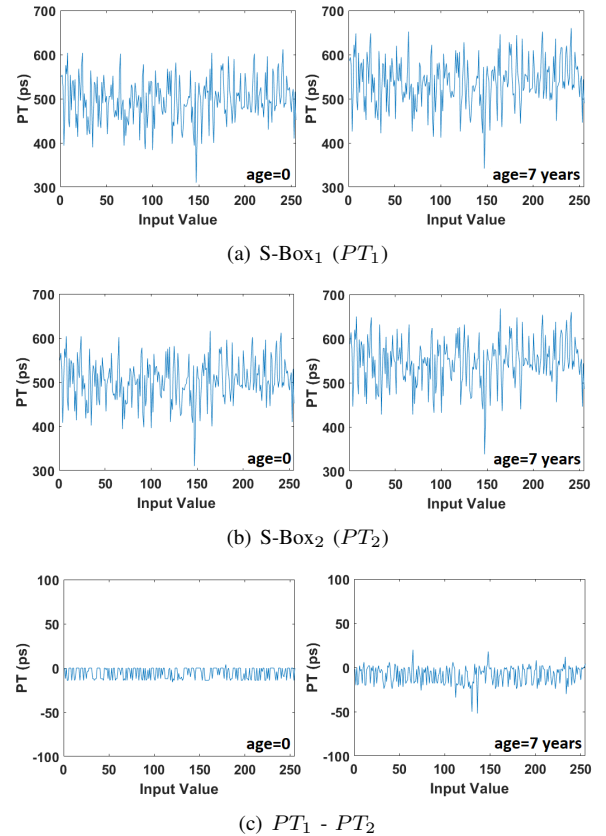 700
600
500
400
300
PT (ps)
0 50 100 150 200 250
Input Value
age=0
700
600
500
400
300
PT (ps)
0 50 100 150 200 250
Input Value
age=7 years
(a) S-Box₁ (PT₁)
700
600
500
400
300
PT (ps)
0 50 100 150 200 250
Input Value
age=0
700
600
500
400
300
PT (ps)
0 50 100 150 200 250
Input Value
age=7 years
(b) S-Box₂ (PT₂)
100
50
0
-50
-100
PT (ps)
0 50 100 150 200 250
Input Value
age=0
100
50
0
-50
-100
PT (ps)
0 50 100 150 200 250
Input Value
age=7 years
(c) PT₁ - PT₂